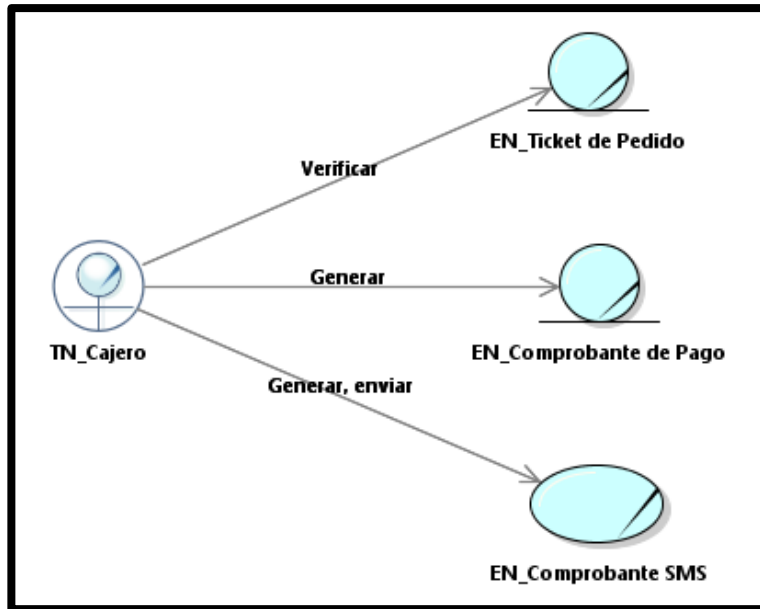 EN_Ticket de Pedido
Verificar
Generar
TN_Cajero
EN_Comprobante de Pago
Generar, enviar
EN_Comprobante SMS